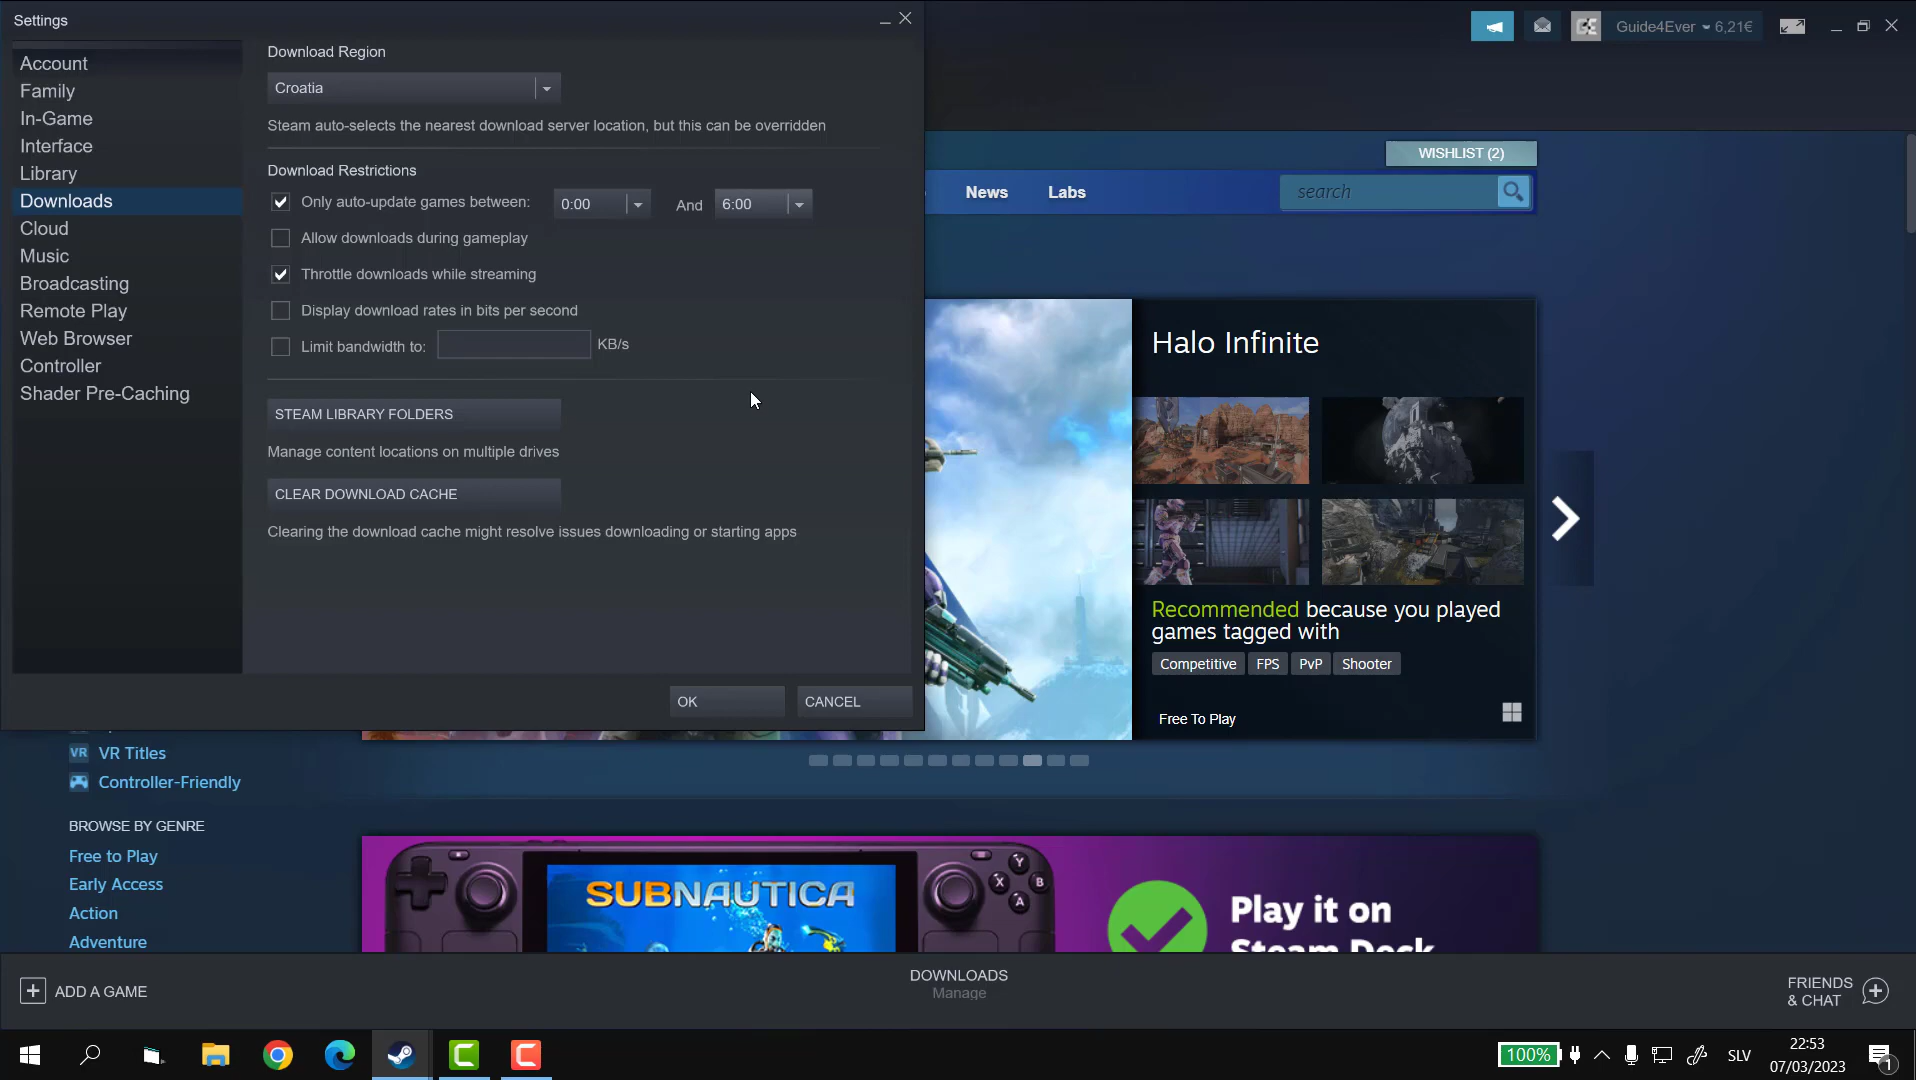 Settings
Account
Family
In-Game
Interface
Library
Downloads
Cloud
Music
Broadcasting
Remote Play
Web Browser
Controller
Shader Pre-Caching
Download Region
Croatia
Steam auto-selects the nearest download server location, but this can be overridden
Download Restrictions
Only auto-update games between: 0:00 And 6:00
Allow downloads during gameplay
Throttle downloads while streaming
Display download rates in bits per second
Limit bandwidth to: KB/s
STEAM LIBRARY FOLDERS
Manage content locations on multiple drives
CLEAR DOWNLOAD CACHE
Clearing the download cache might resolve issues downloading or starting apps
OK CANCEL
Guide4Ever 6,21€
WISHLIST (2)
News Labs search
Halo Infinite
Recommended because you played
games tagged with
Competitive FPS PvP Shooter
Free To Play
VR VR Titles
Controller-Friendly
BROWSE BY GENRE
Free to Play
Early Access
Action
Adventure
SUBNAUTICA
Y
X B
A
Play it on
Steam Deck
ADD A GAME
DOWNLOADS
Manage
FRIENDS
& CHAT
100% SLV
22:53
07/03/2023
1